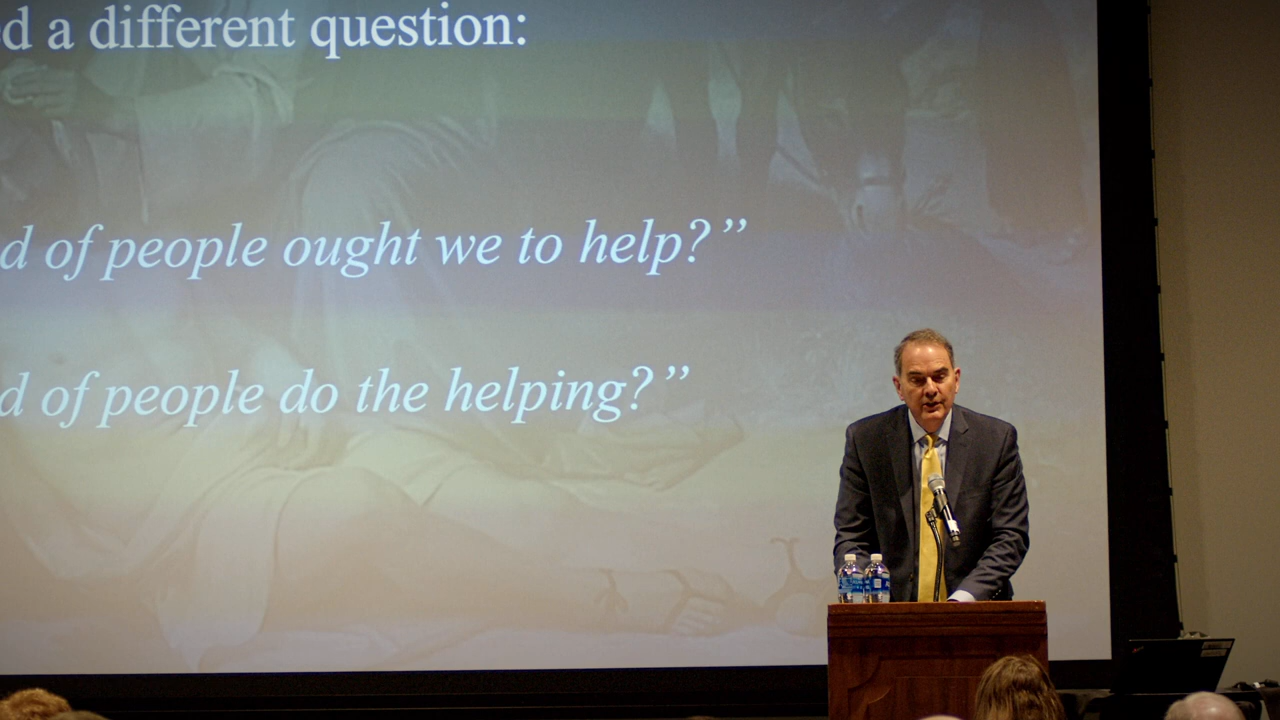 d a different question:
d of people ought we to help?”
d of people do the helping?”